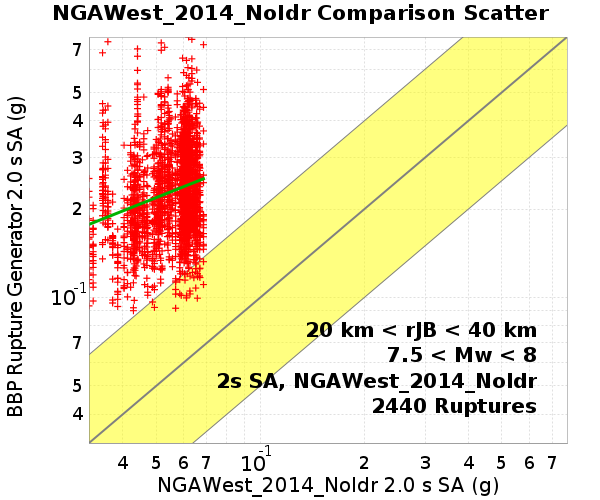 NGAWest_2014_NoIdr Comparison Scatter
BBP Rupture Generator 2.0 s SA (g)
7
5
4
3
2
10-1
7
5
4
20 km < rJB < 40 km
7.5 < Mw < 8
2s SA, NGAWest_2014_NoIdr
2440 Ruptures
4 5 6 7 10-1 2 3 4 5 6 7
NGAWest_2014_NoIdr 2.0 s SA (g)